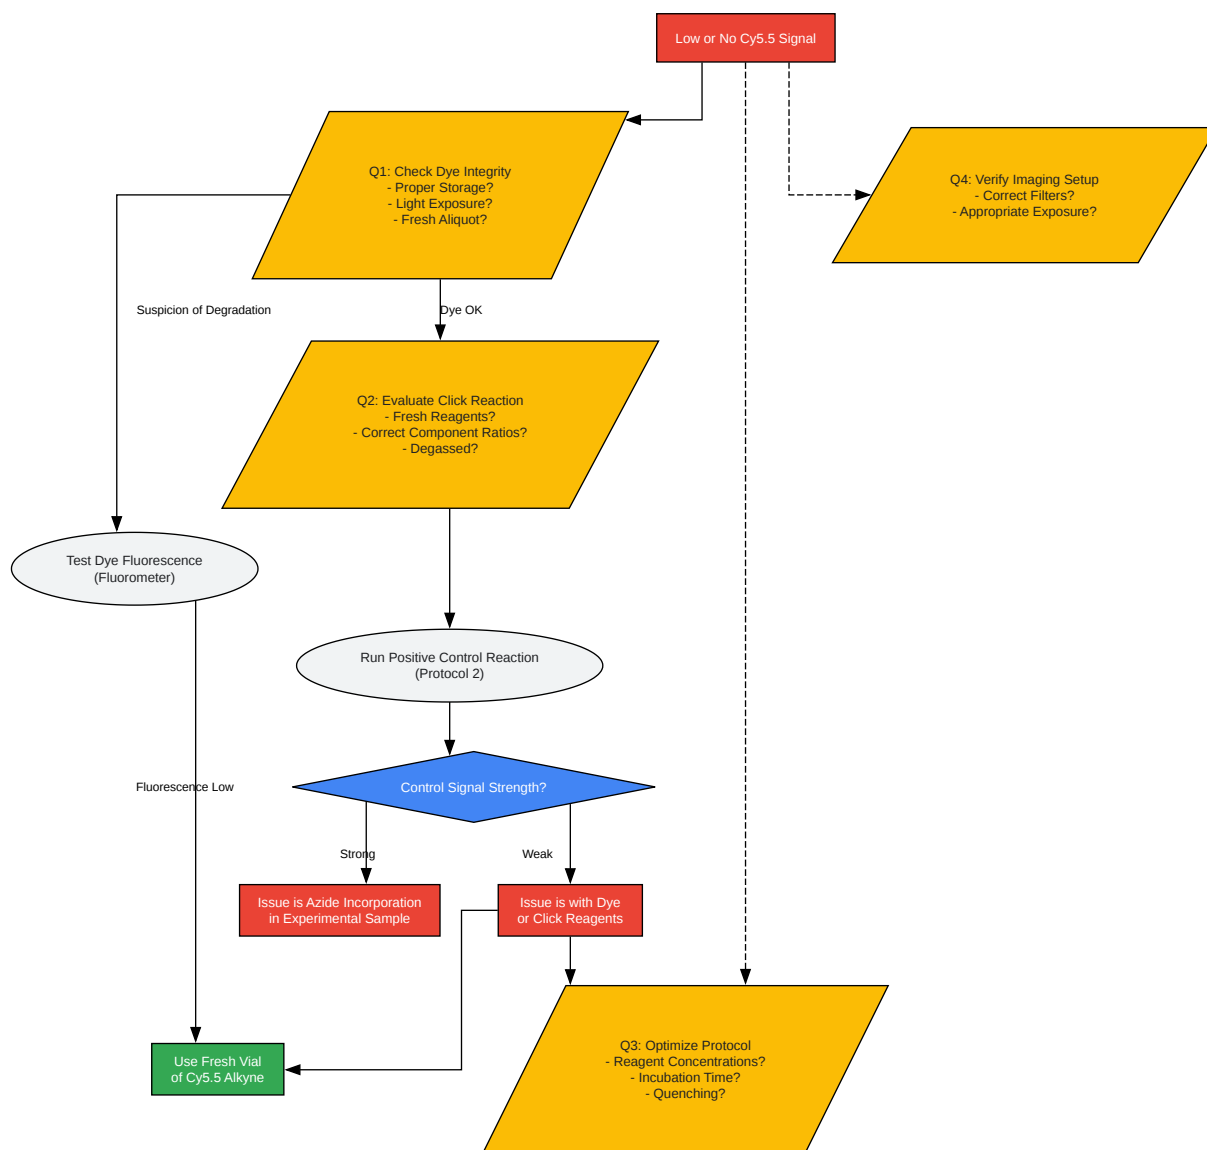 Low or No Cy5.5 Signal
Q1: Check Dye Integrity
- Proper Storage?
- Light Exposure?
- Fresh Aliquot?
Q4: Verify Imaging Setup
- Correct Filters?
- Appropriate Exposure?
Suspicion of Degradation
Dye OK
Q2: Evaluate Click Reaction
- Fresh Reagents?
- Correct Component Ratios?
- Degassed?
Test Dye Fluorescence
(Fluorometer)
Run Positive Control Reaction
(Protocol 2)
Fluorescence Low
Control Signal Strength?
Strong
Weak
Issue is Azide Incorporation
in Experimental Sample
Issue is with Dye
or Click Reagents
Use Fresh Vial
of Cy5.5 Alkyne
Q3: Optimize Protocol
- Reagent Concentrations?
- Incubation Time?
- Quenching?